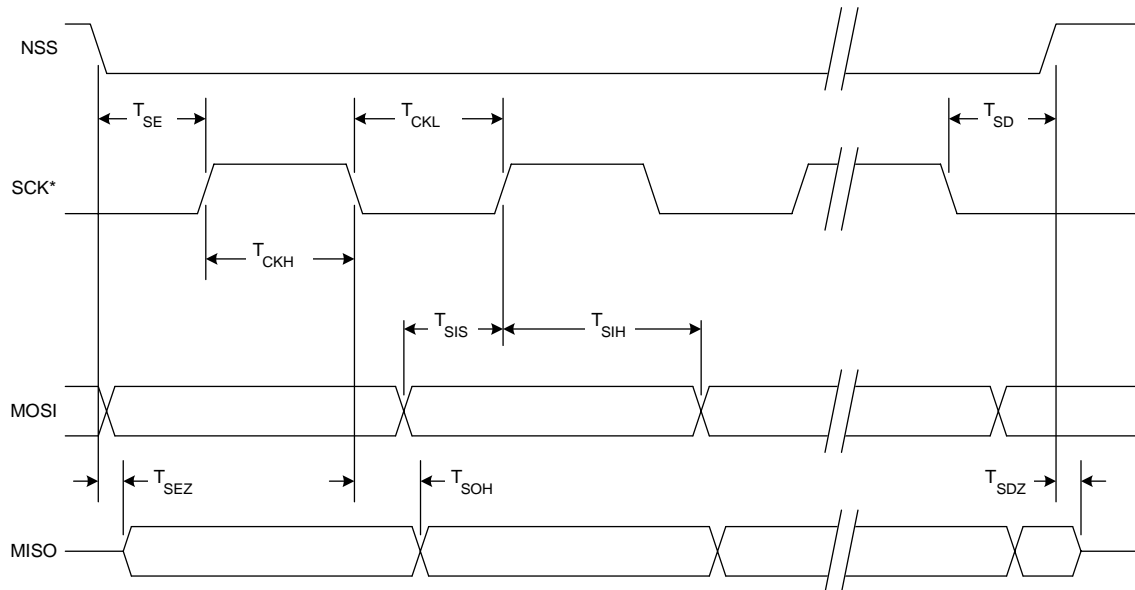 NSS
T_SE
T_CKL
T_SD
SCK*
T_CKH
T_SIS
T_SIH
MOSI
T_SEZ
T_SOH
T_SDZ
MISO